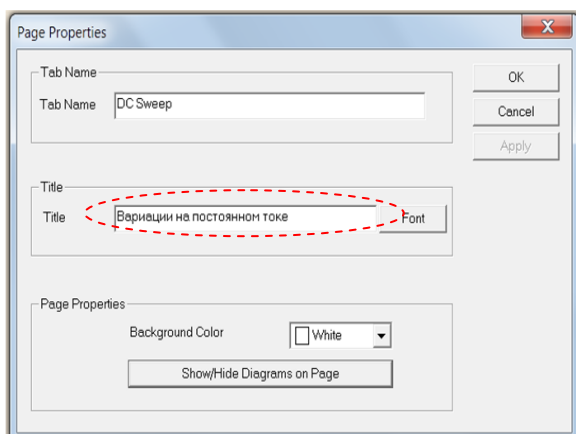 Page Properties
Tab Name
Tab Name DC Sweep
OK
Cancel
Apply
Title
Title Вариации на постоянном токе Font
Page Properties
Background Color White
Show/Hide Diagrams on Page